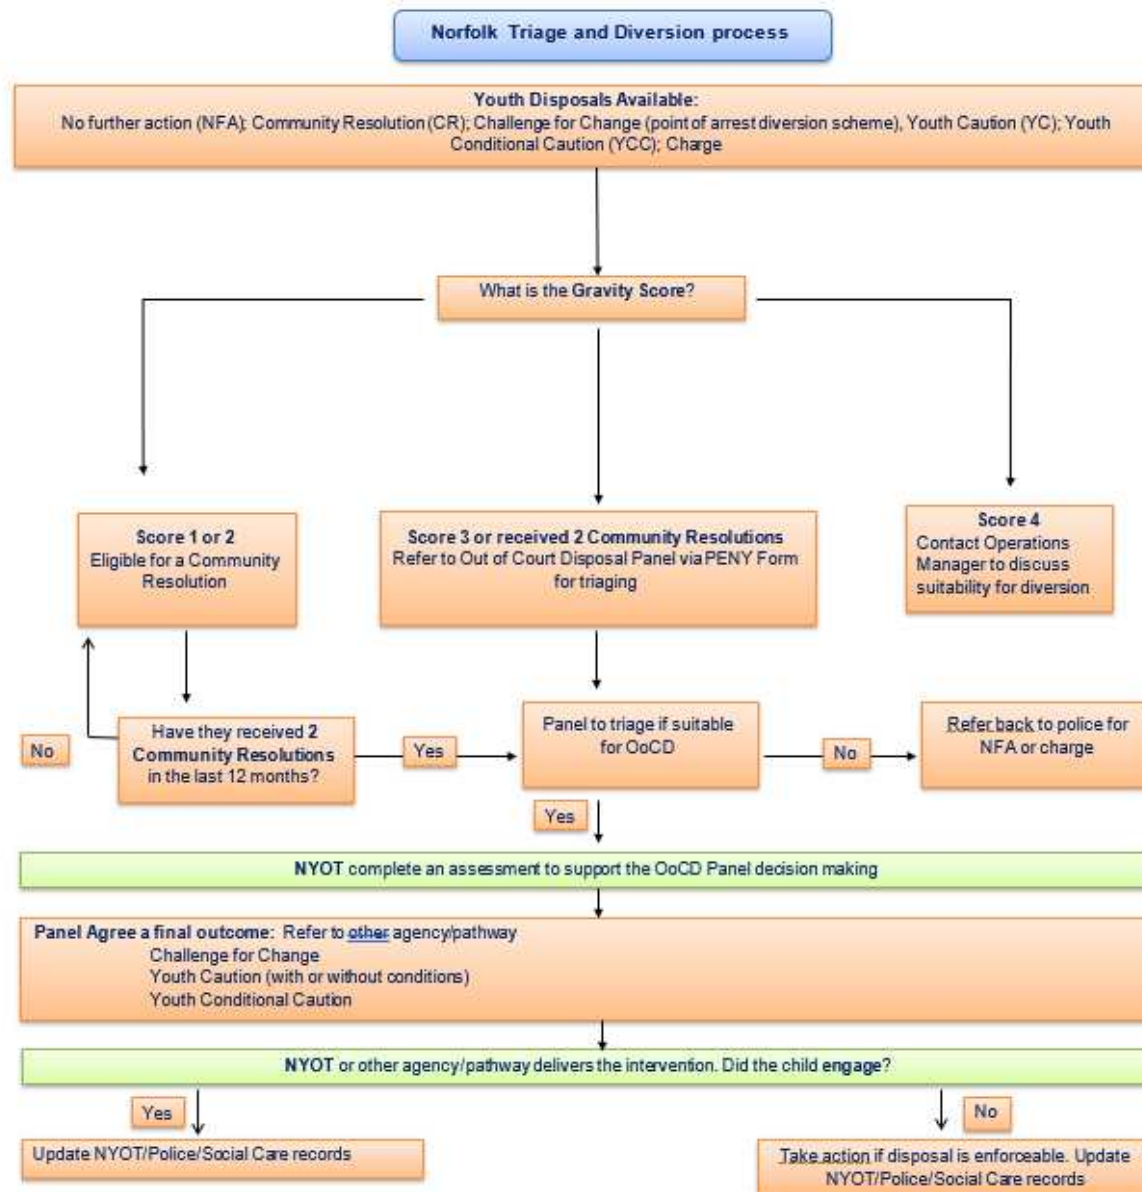 Norfolk Triage and Diversion process
Youth Disposals Available:
No further action (NFA); Community Resolution (CR); Challenge for Change (point of arrest diversion scheme), Youth Caution (YC); Youth
Conditional Caution (YCC); Charge
What is the Gravity Score?
Score 1 or 2
Eligible for a Community
Resolution
Score 3 or received 2 Community Resolutions
Refer to Out of Court Disposal Panel via PENY Form
for triaging
Score 4
Contact Operations
Manager to discuss
suitability for diversion
No
Have they received 2
Community Resolutions
in the last 12 months?
Yes
Panel to triage if suitable
for OoCD
No
Refer back to police for
NFA or charge
Yes
NYOT complete an assessment to support the OoCD Panel decision making
Panel Agree a final outcome: Refer to other agency/pathway
Challenge for Change
Youth Caution (with or without conditions)
Youth Conditional Caution
NYOT or other agency/pathway delivers the intervention. Did the child engage?
Yes
No
Update NYOT/Police/Social Care records
Take action if disposal is enforceable. Update
NYOT/Police/Social Care records